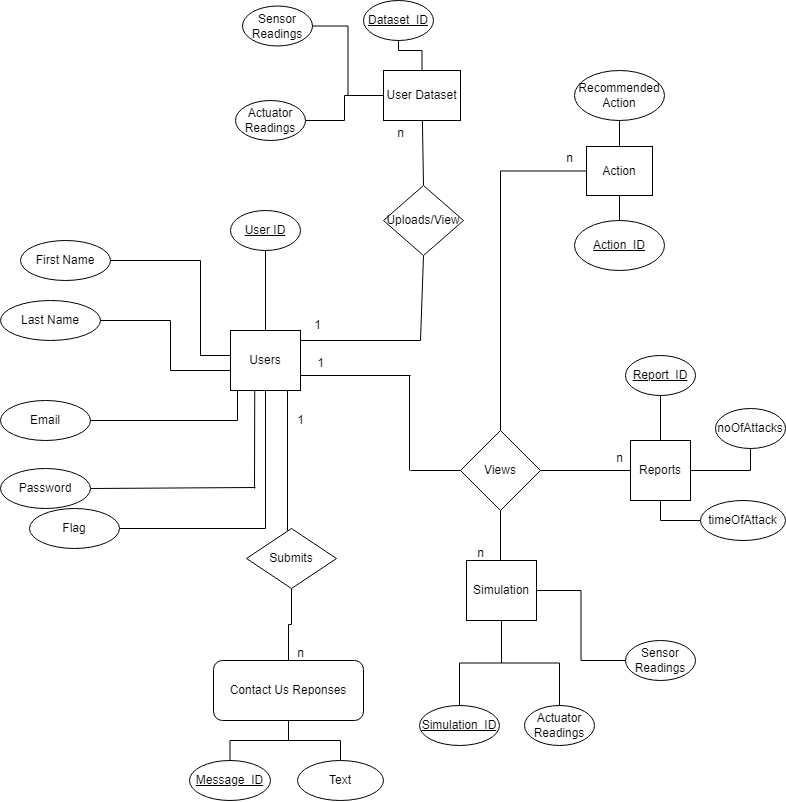 Sensor
Readings
Dataset_ID
User Dataset
Actuator
Readings
n
Recommended
Action
n
Action
Action_ID
Uploads/View
User ID
First Name
Last Name
1
Users
1
Email
1
Password
Flag
Report_ID
noOfAttacks
n
Views
Reports
timeOfAttack
Submits
n
Simulation
n
Contact Us Reponses
Sensor
Readings
Simulation_ID
Actuator
Readings
Message_ID
Text